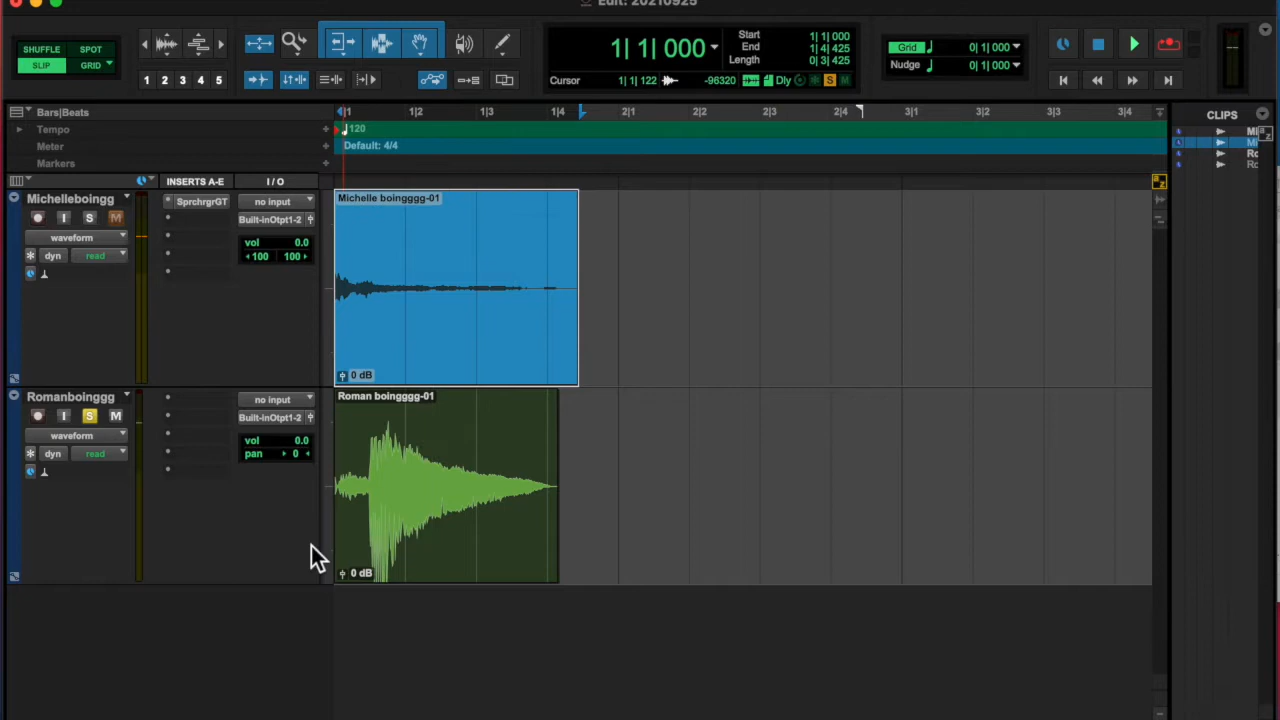 Edit: 20210925
SHUFFLE SPOT
SLIP GRID
1 2 3 4 5
1| 1| 000
Start 1| 1| 000
End 1| 4| 425
Length 0| 3| 425
Cursor 1| 1| 122 -96320 Dly S M
Grid 0| 1| 000
Nudge 0| 1| 000
Bars|Beats 1 1|2 1|3 1|4 2|1 2|2 2|3 2|4 3|1 3|2 3|3 3|4
Tempo + 120
Meter + Default: 4/4
Markers +
INSERTS A-E I / O
CLIPS
Michelleboingg
I S M
waveform
dyn read
SprchrgrGT
no input
Built-inOtpt1-2
vol 0.0
100 100
Michelle boingggg-01
0 dB
Romanboinggg
I S M
waveform
dyn read
no input
Built-inOtpt1-2
vol 0.0
pan 0
Roman boingggg-01
0 dB
Mi
Mi
Ro
Ro
a z